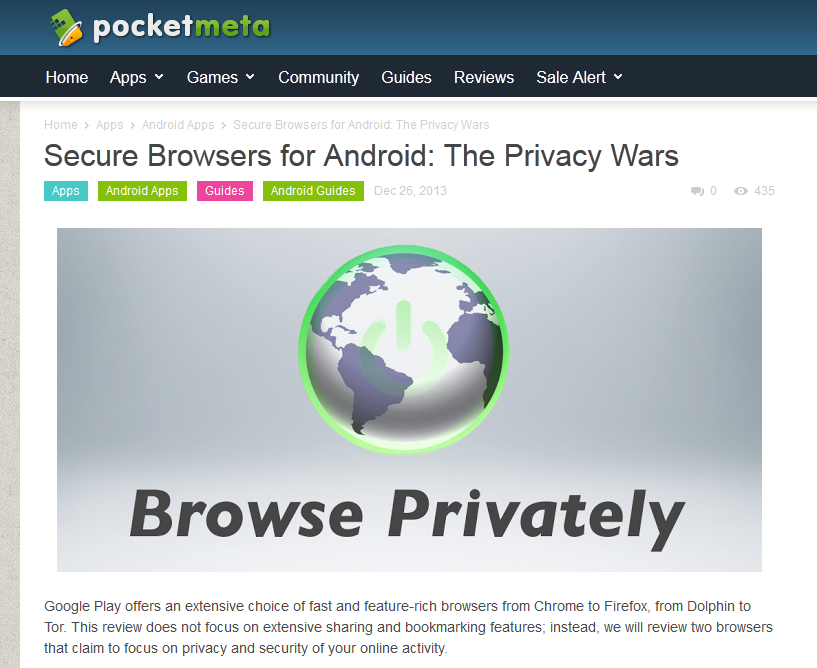 pocketmeta
Home Apps Games Community Guides Reviews Sale Alert
Home > Apps > Android Apps > Secure Browsers for Android: The Privacy Wars
Secure Browsers for Android: The Privacy Wars
Apps Android Apps Guides Android Guides Dec 26, 2013 0 435
Browse Privately
Google Play offers an extensive choice of fast and feature-rich browsers from Chrome to Firefox, from Dolphin to
Tor. This review does not focus on extensive sharing and bookmarking features; instead, we will review two browsers
that claim to focus on privacy and security of your online activity.